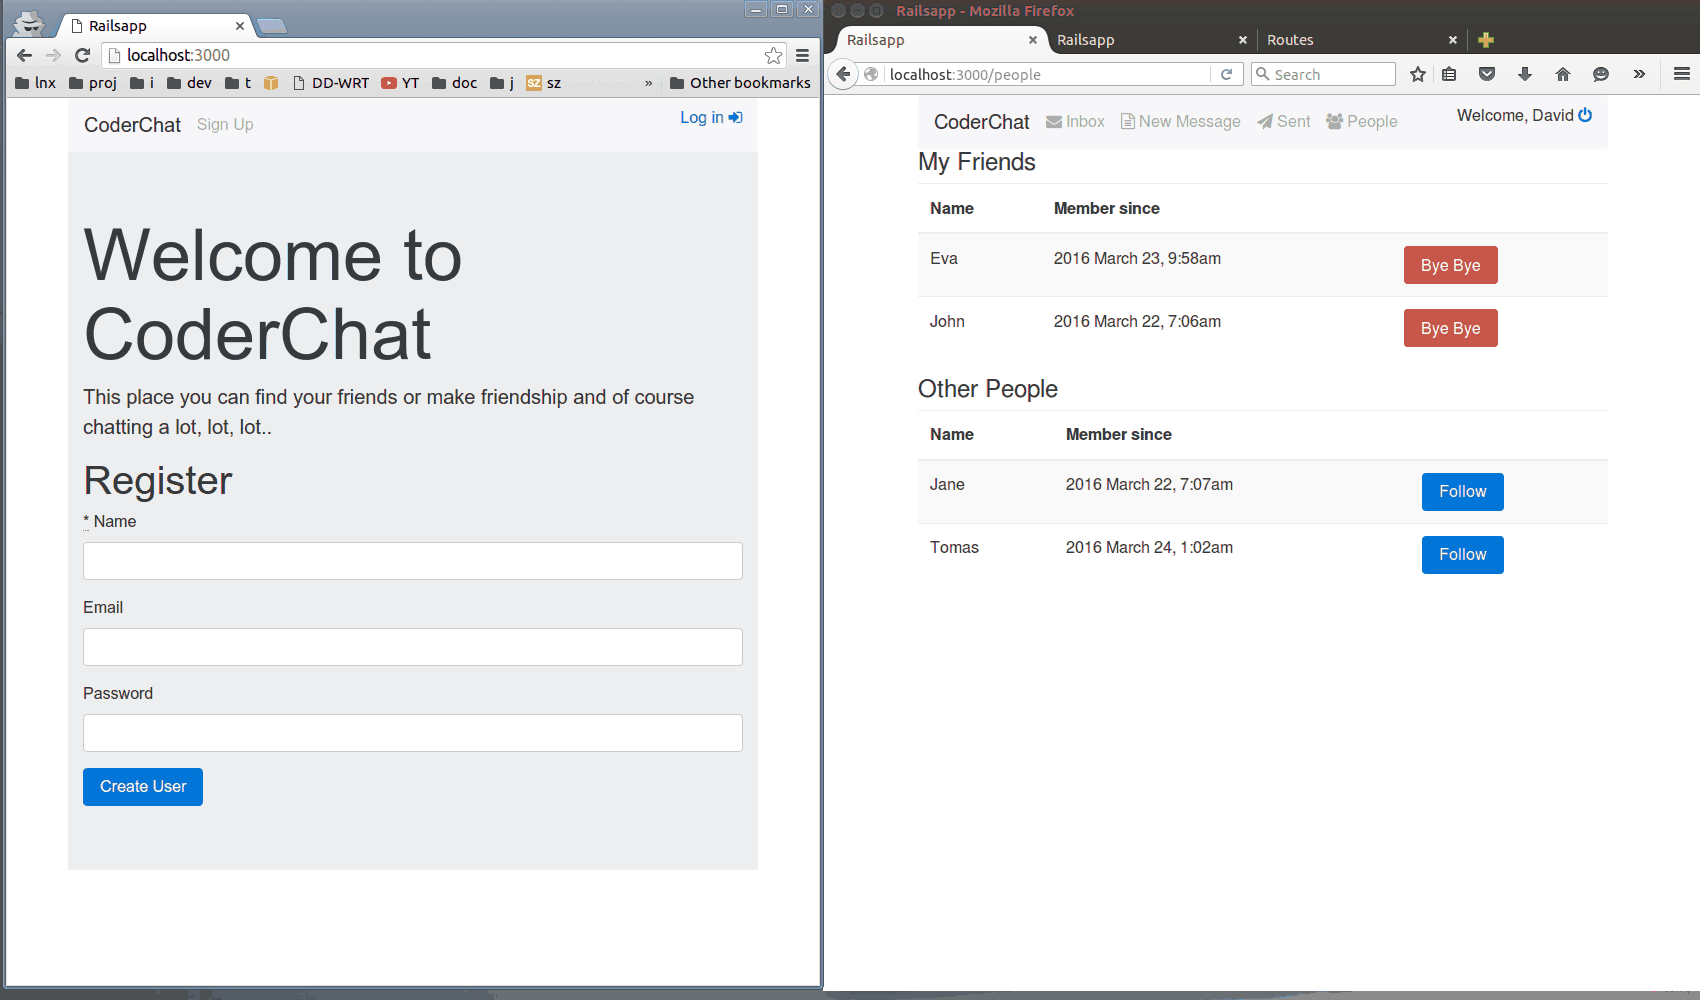 Railsapp
localhost:3000
lnx proj i dev t DD-WRT YT doc j sz sz » Other bookmarks
CoderChat Sign Up Log in
Welcome to
CoderChat
This place you can find your friends or make friendship and of course
chatting a lot, lot, lot..
Register
* Name
Email
Password
Create User
Railsapp - Mozilla Firefox
Railsapp Railsapp Routes
localhost:3000/people Search »
CoderChat Inbox New Message Sent People Welcome, David
My Friends
Name Member since
Eva 2016 March 23, 9:58am Bye Bye
John 2016 March 22, 7:06am Bye Bye
Other People
Name Member since
Jane 2016 March 22, 7:07am Follow
Tomas 2016 March 24, 1:02am Follow